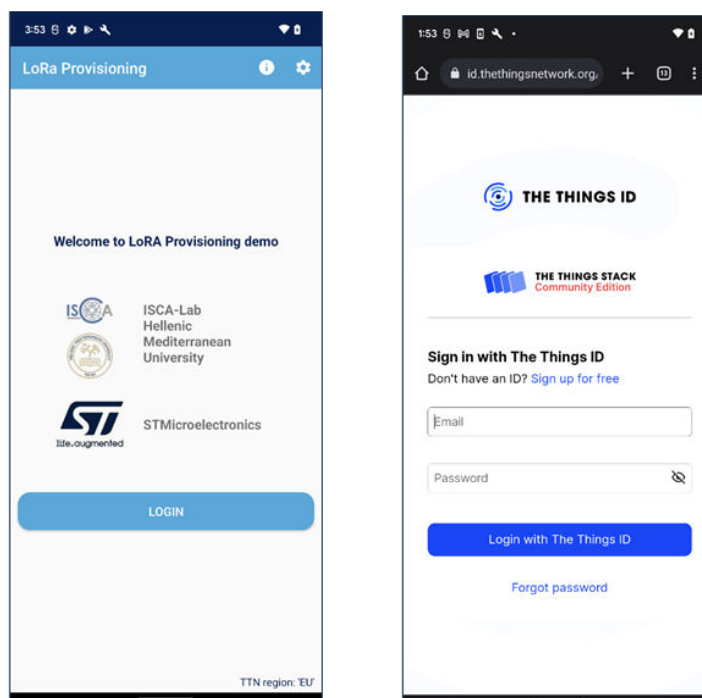 3:53
LoRa Provisioning
Welcome to LoRA Provisioning demo
ISCA
ISCA-Lab
Hellenic
Mediterranean
University
ST
life.augmented
STMicroelectronics
LOGIN
TTN region: 'EU'
1:53
id.thethingsnetwork.org/
13
THE THINGS ID
THE THINGS STACK
Community Edition
Sign in with The Things ID
Don't have an ID? Sign up for free
Email
Password
Login with The Things ID
Forgot password